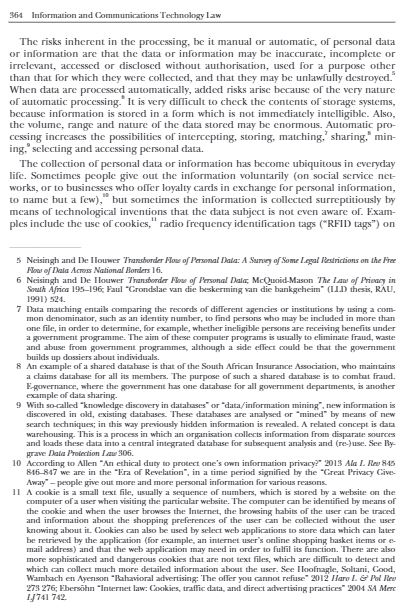 364 Information and Communications Technology Law
The risks inherent in the processing, be it manual or automatic, of personal data
or information are that the data or information may be inaccurate, incomplete or
irrelevant, accessed or disclosed without authorisation, used for a purpose other
than that for which they were collected, and that they may be unlawfully destroyed.5
When data are processed automatically, added risks arise because of the very nature
of automatic processing.6 It is very difficult to check the contents of storage systems,
because information is stored in a form which is not immediately intelligible. Also,
the volume, range and nature of the data stored may be enormous. Automatic pro-
cessing increases the possibilities of intercepting, storing, matching,7 sharing,8 min-
ing,9 selecting and accessing personal data.
The collection of personal data or information has become ubiquitous in everyday
life. Sometimes people give out the information voluntarily (on social service net-
works, or to businesses who offer loyalty cards in exchange for personal information,
to name but a few),10 but sometimes the information is collected surreptitiously by
means of technological inventions that the data subject is not even aware of. Exam-
ples include the use of cookies,11 radio frequency identification tags ("RFID tags") on
5 Neisingh and De Houwer Transborder Flow of Personal Data: A Survey of Some Legal Restrictions on the Free
Flow of Data Across National Borders 16.
6 Neisingh and De Houwer Transborder Flow of Personal Data; McQuoid-Mason The Law of Privacy in
South Africa 195–196; Faul "Grondslae van die beskerming van die bankgeheim" (LLD thesis, RAU,
1991) 524.
7 Data matching entails comparing the records of different agencies or institutions by using a com-
mon denominator, such as an identity number, to find persons who may be included in more than
one file, in order to determine, for example, whether ineligible persons are receiving benefits under
a government programme. The aim of these computer programs is usually to eliminate fraud, waste
and abuse from government programmes, although a side effect could be that the government
builds up dossiers about individuals.
8 An example of a shared database is that of the South African Insurance Association, who maintains
a claims database for all its members. The purpose of such a shared database is to combat fraud.
E-governance, where the government has one database for all government departments, is another
example of data sharing.
9 With so-called "knowledge discovery in databases" or "data/information mining", new information is
discovered in old, existing databases. These databases are analysed or "mined" by means of new
search techniques; in this way previously hidden information is revealed. A related concept is data
warehousing. This is a process in which an organisation collects information from disparate sources
and loads these data into a central integrated database for subsequent analysis and (re-)use. See By-
grave Data Protection Law 306.
10 According to Allen "An ethical duty to protect one's own information privacy?" 2013 Ala L Rev 845
846–847 we are in the "Era of Revelation", in a time period signified by the "Great Privacy Give-
Away" – people give out more and more personal information for various reasons.
11 A cookie is a small text file, usually a sequence of numbers, which is stored by a website on the
computer of a user when visiting the particular website. The computer can be identified by means of
the cookie and when the user browses the Internet, the browsing habits of the user can be traced
and information about the shopping preferences of the user can be collected without the user
knowing about it. Cookies can also be used by select web applications to store data which can later
be retrieved by the application (for example, an internet user's online shopping basket items or e-
mail address) and that the web application may need in order to fulfil its function. There are also
more sophisticated and dangerous cookies that are not text files, which are difficult to detect and
which can collect much more detailed information about the user. See Hoofnagle, Soltani, Good,
Wambach en Ayenson "Bahavioral advertising: The offer you cannot refuse" 2012 Harv L & Pol Rev
273 276; Ebersöhn "Internet law: Cookies, traffic data, and direct advertising practices" 2004 SA Merc
LJ 741 742.